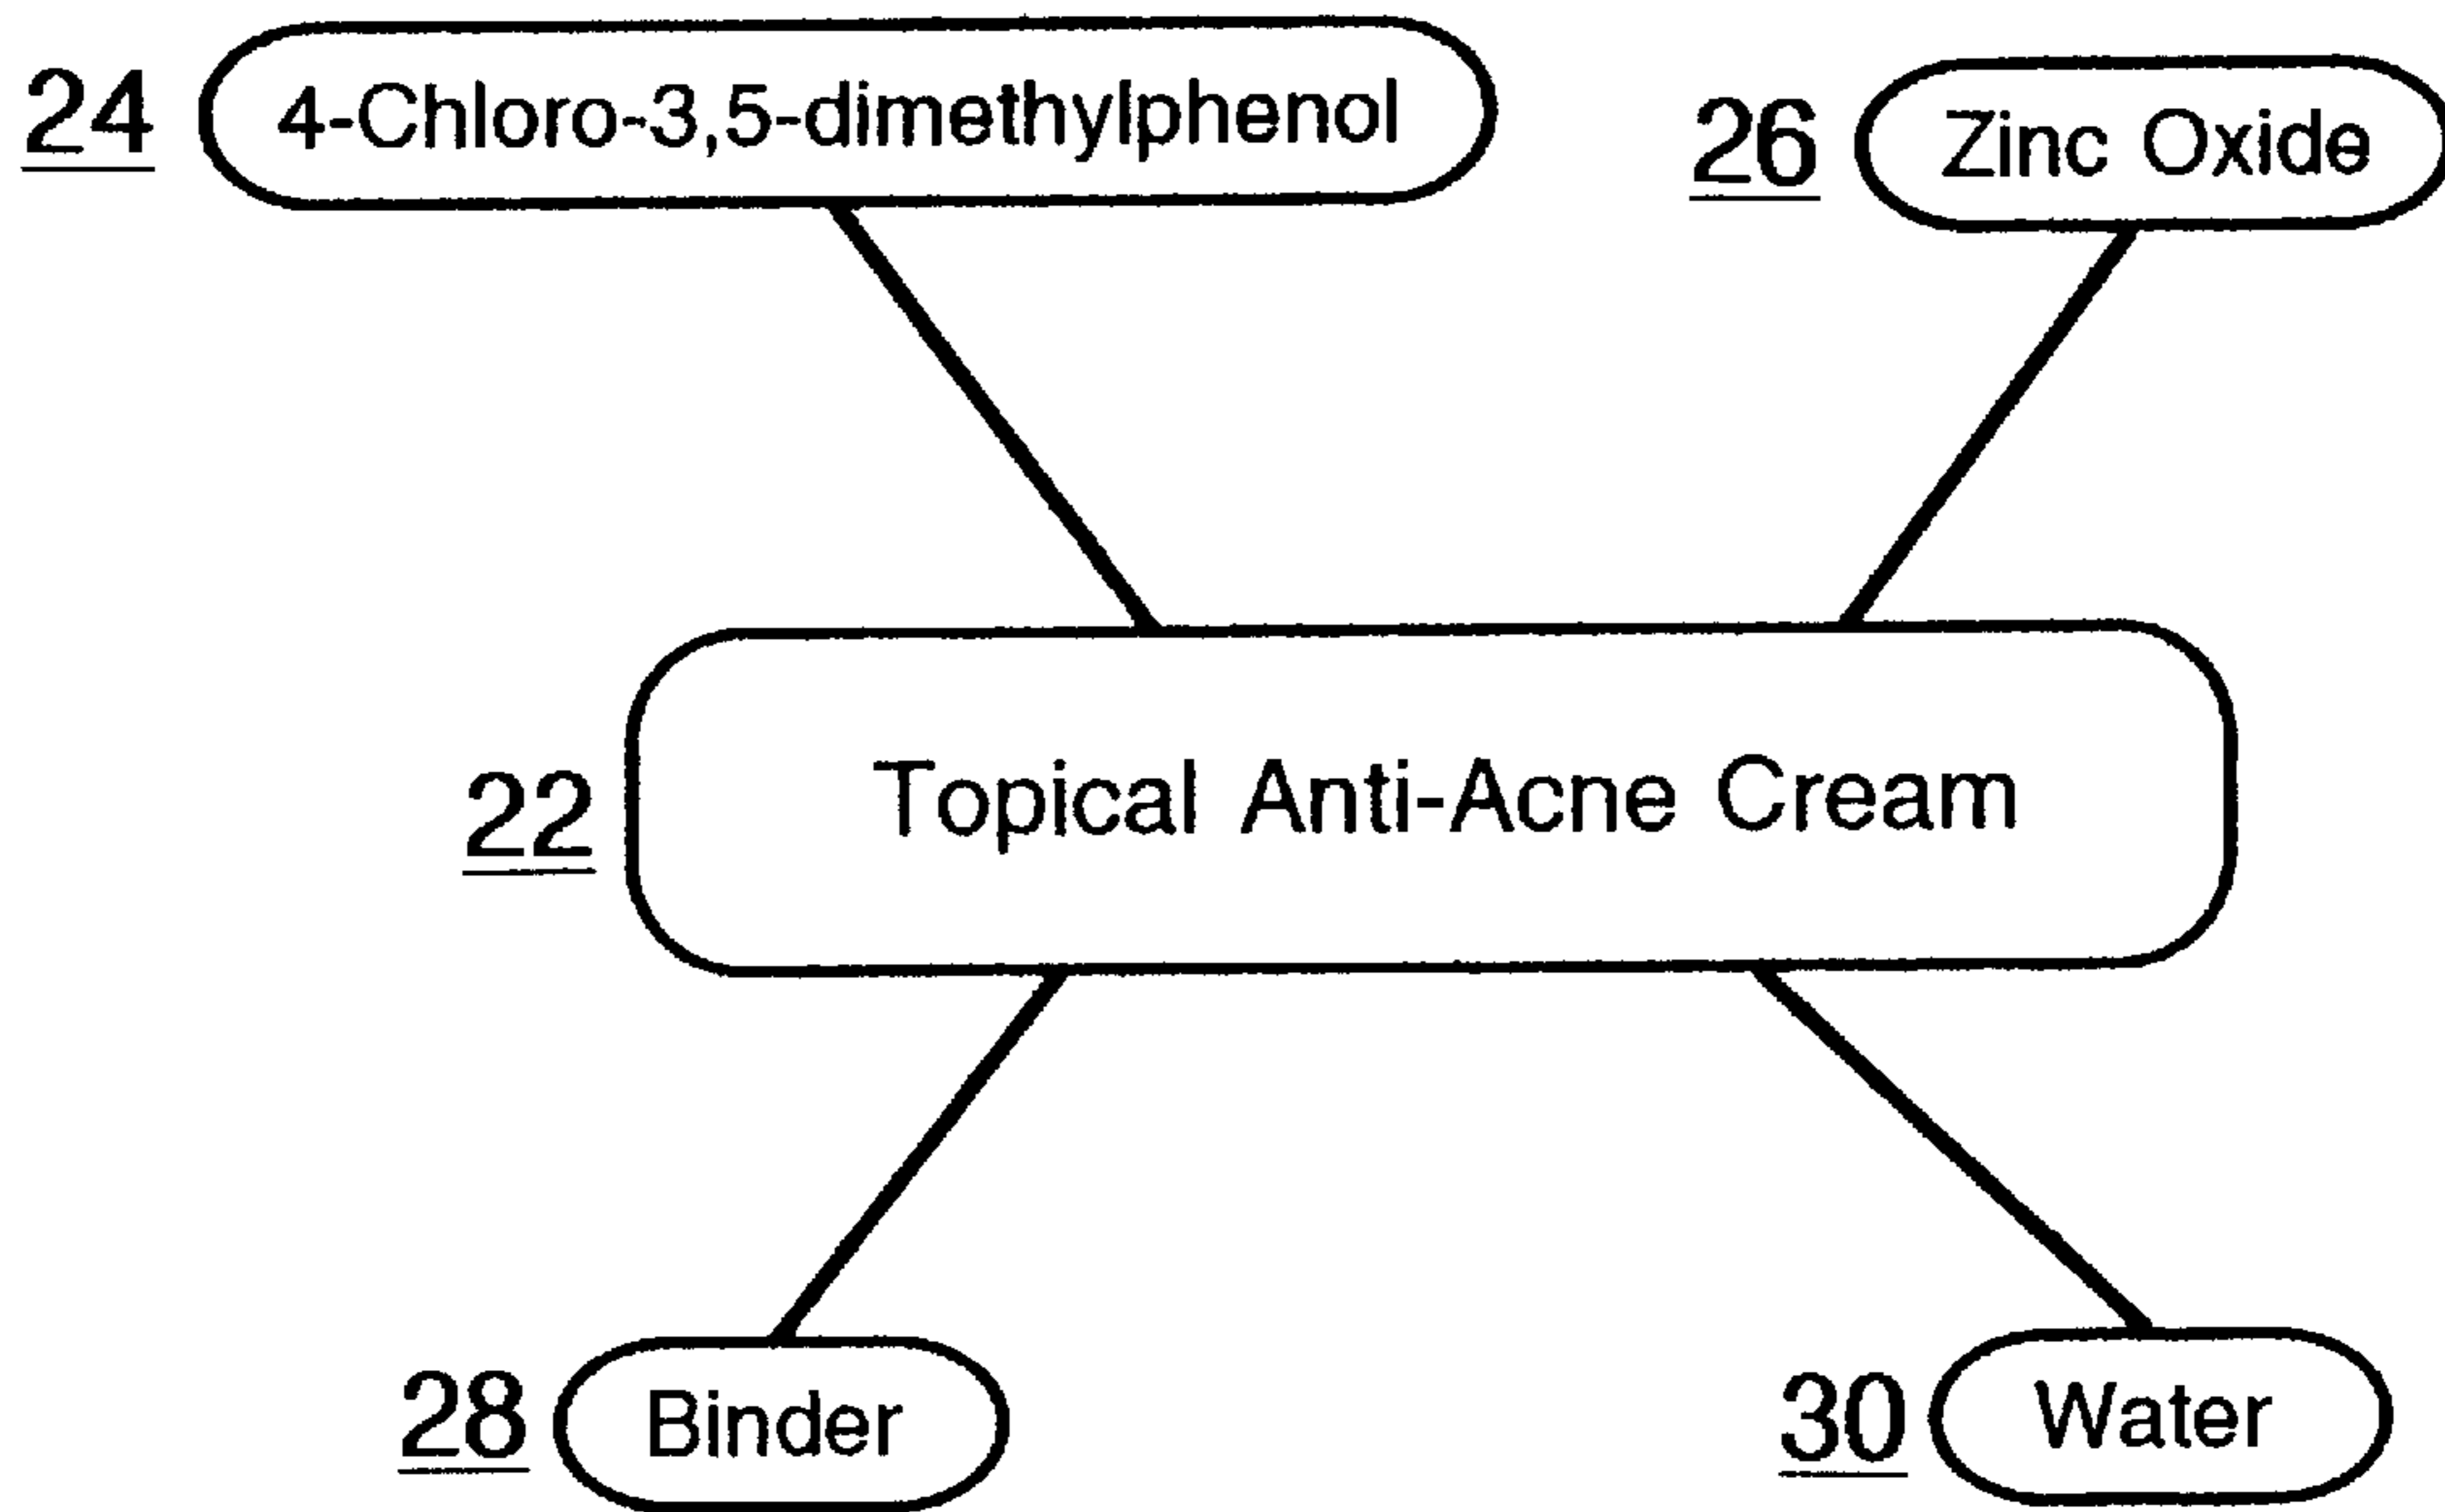 24 4-Chloro-3,5-dimethylphenol
26 Zinc Oxide
22 Topical Anti-Acne Cream
28 Binder
30 Water